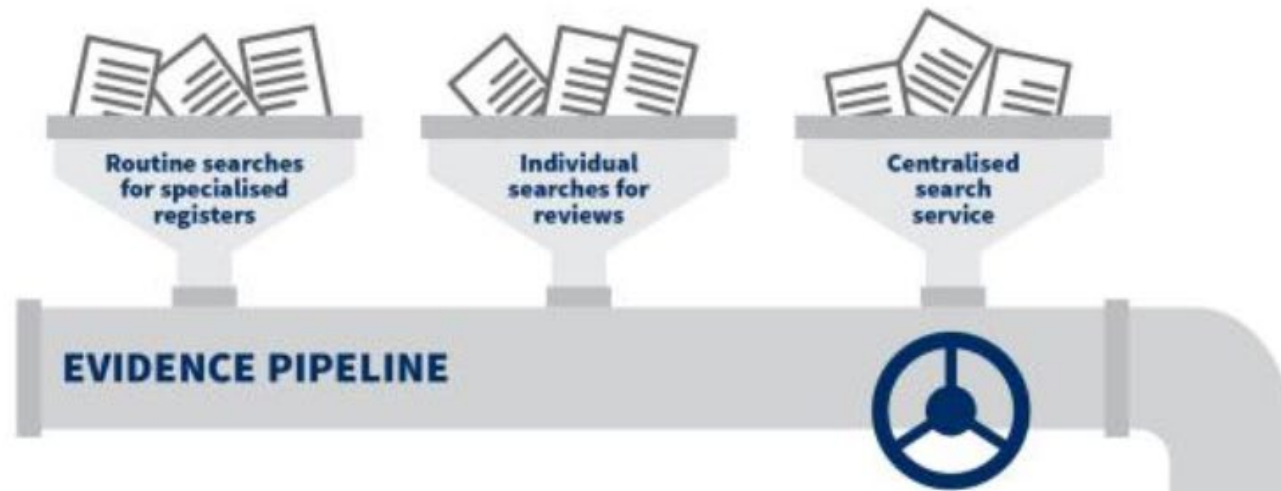 Routine searches
for specialised
registers
Individual
searches for
reviews
Centralised
search
service
EVIDENCE PIPELINE